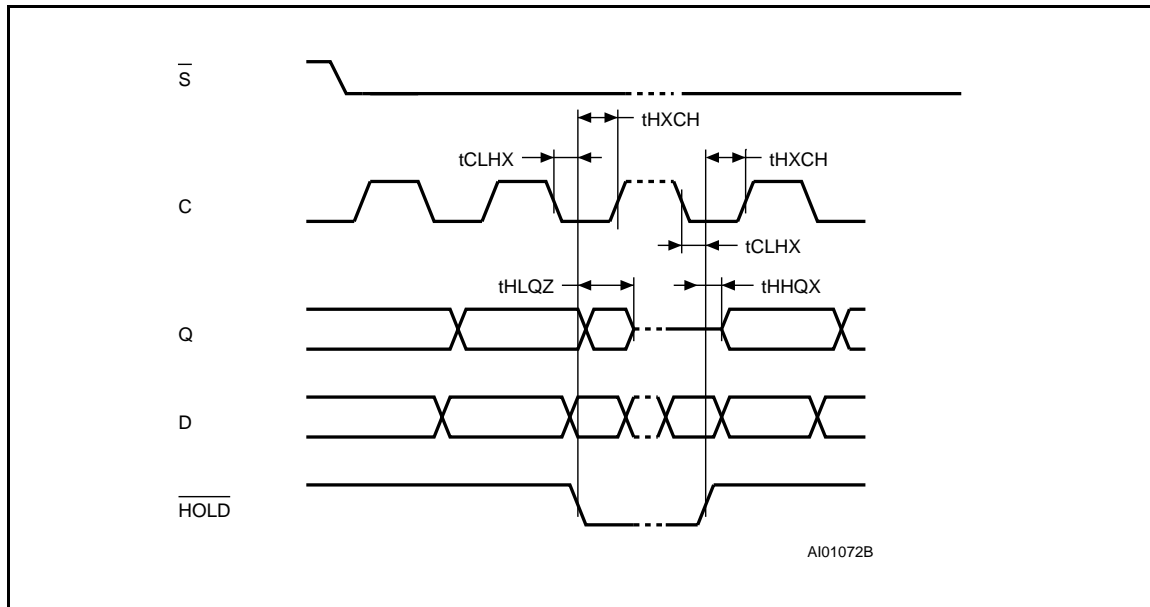 S
tHXCH
tCLHX
tHXCH
C
tCLHX
tHLQZ
tHHQX
Q
D
HOLD
AI01072B